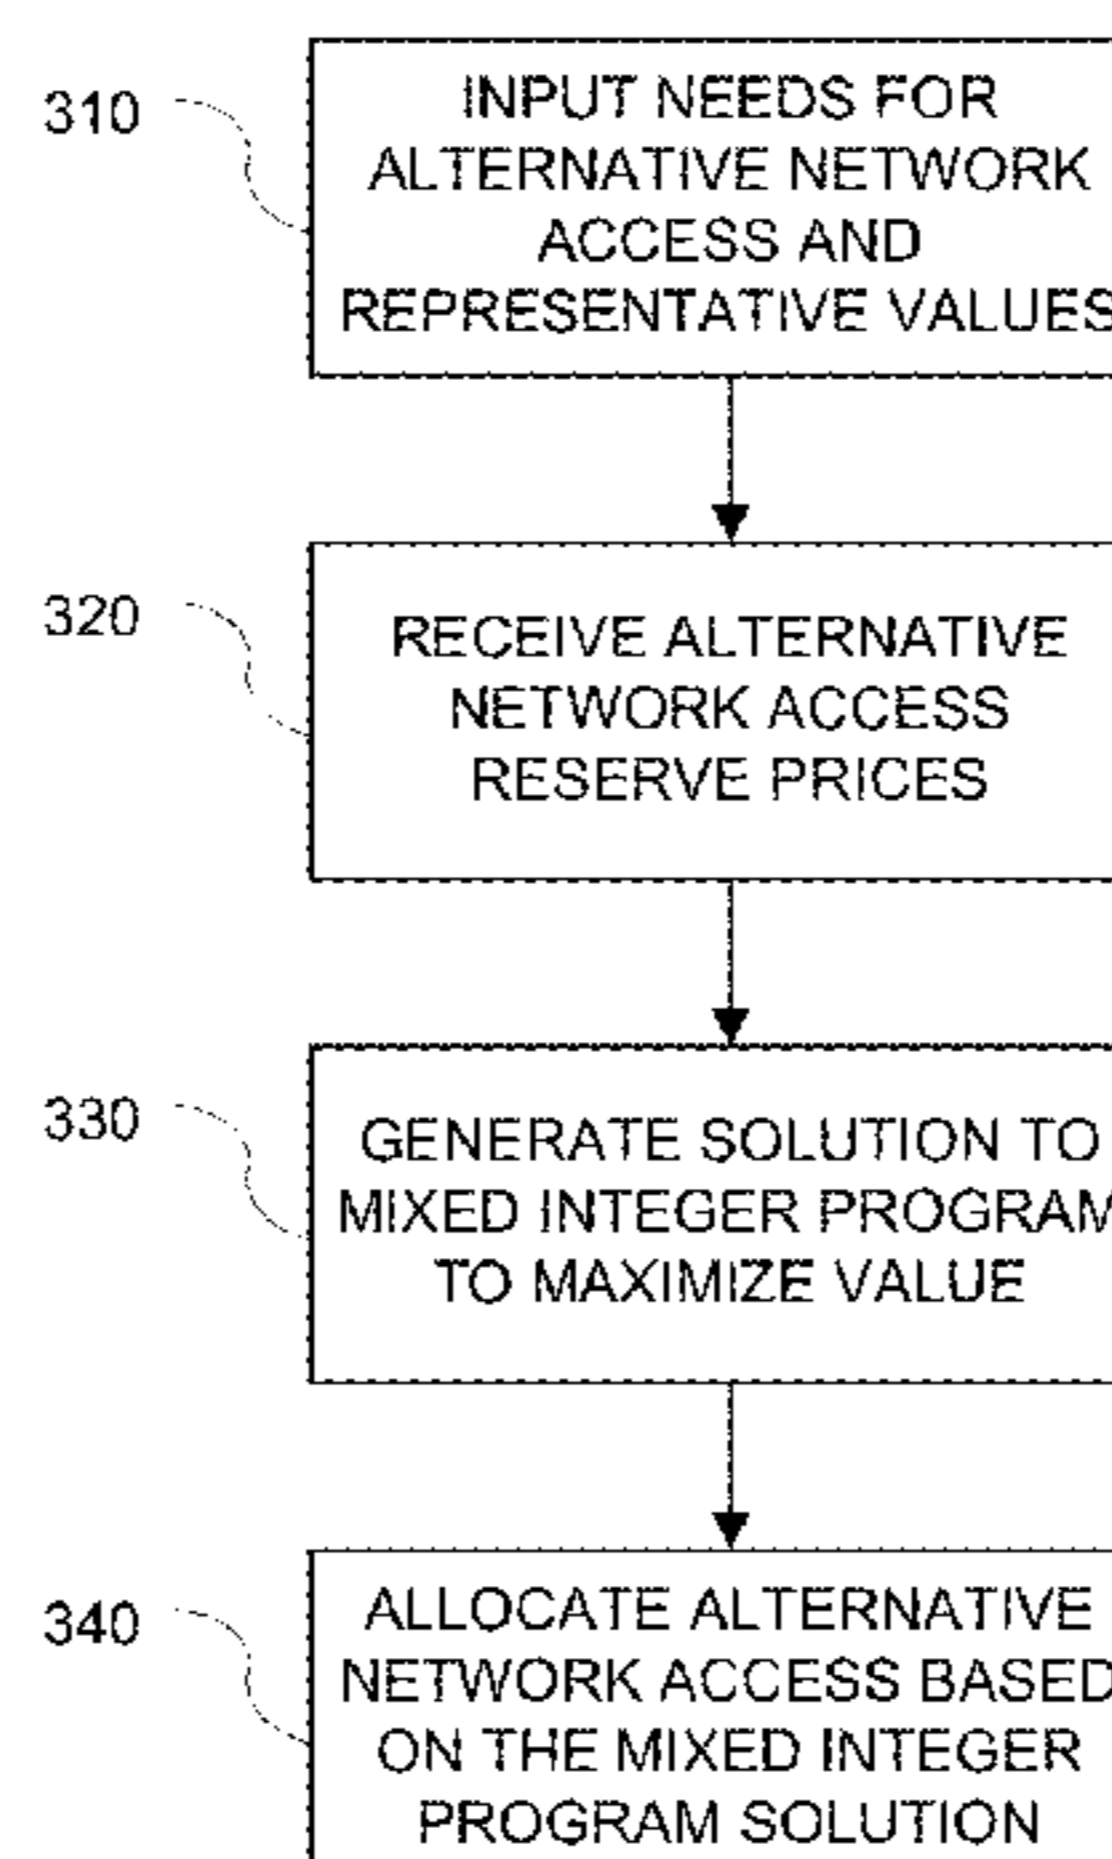 310
INPUT NEEDS FOR
ALTERNATIVE NETWORK
ACCESS AND
REPRESENTATIVE VALUES
320
RECEIVE ALTERNATIVE
NETWORK ACCESS
RESERVE PRICES
330
GENERATE SOLUTION TO
MIXED INTEGER PROGRAM
TO MAXIMIZE VALUE
340
ALLOCATE ALTERNATIVE
NETWORK ACCESS BASED
ON THE MIXED INTEGER
PROGRAM SOLUTION